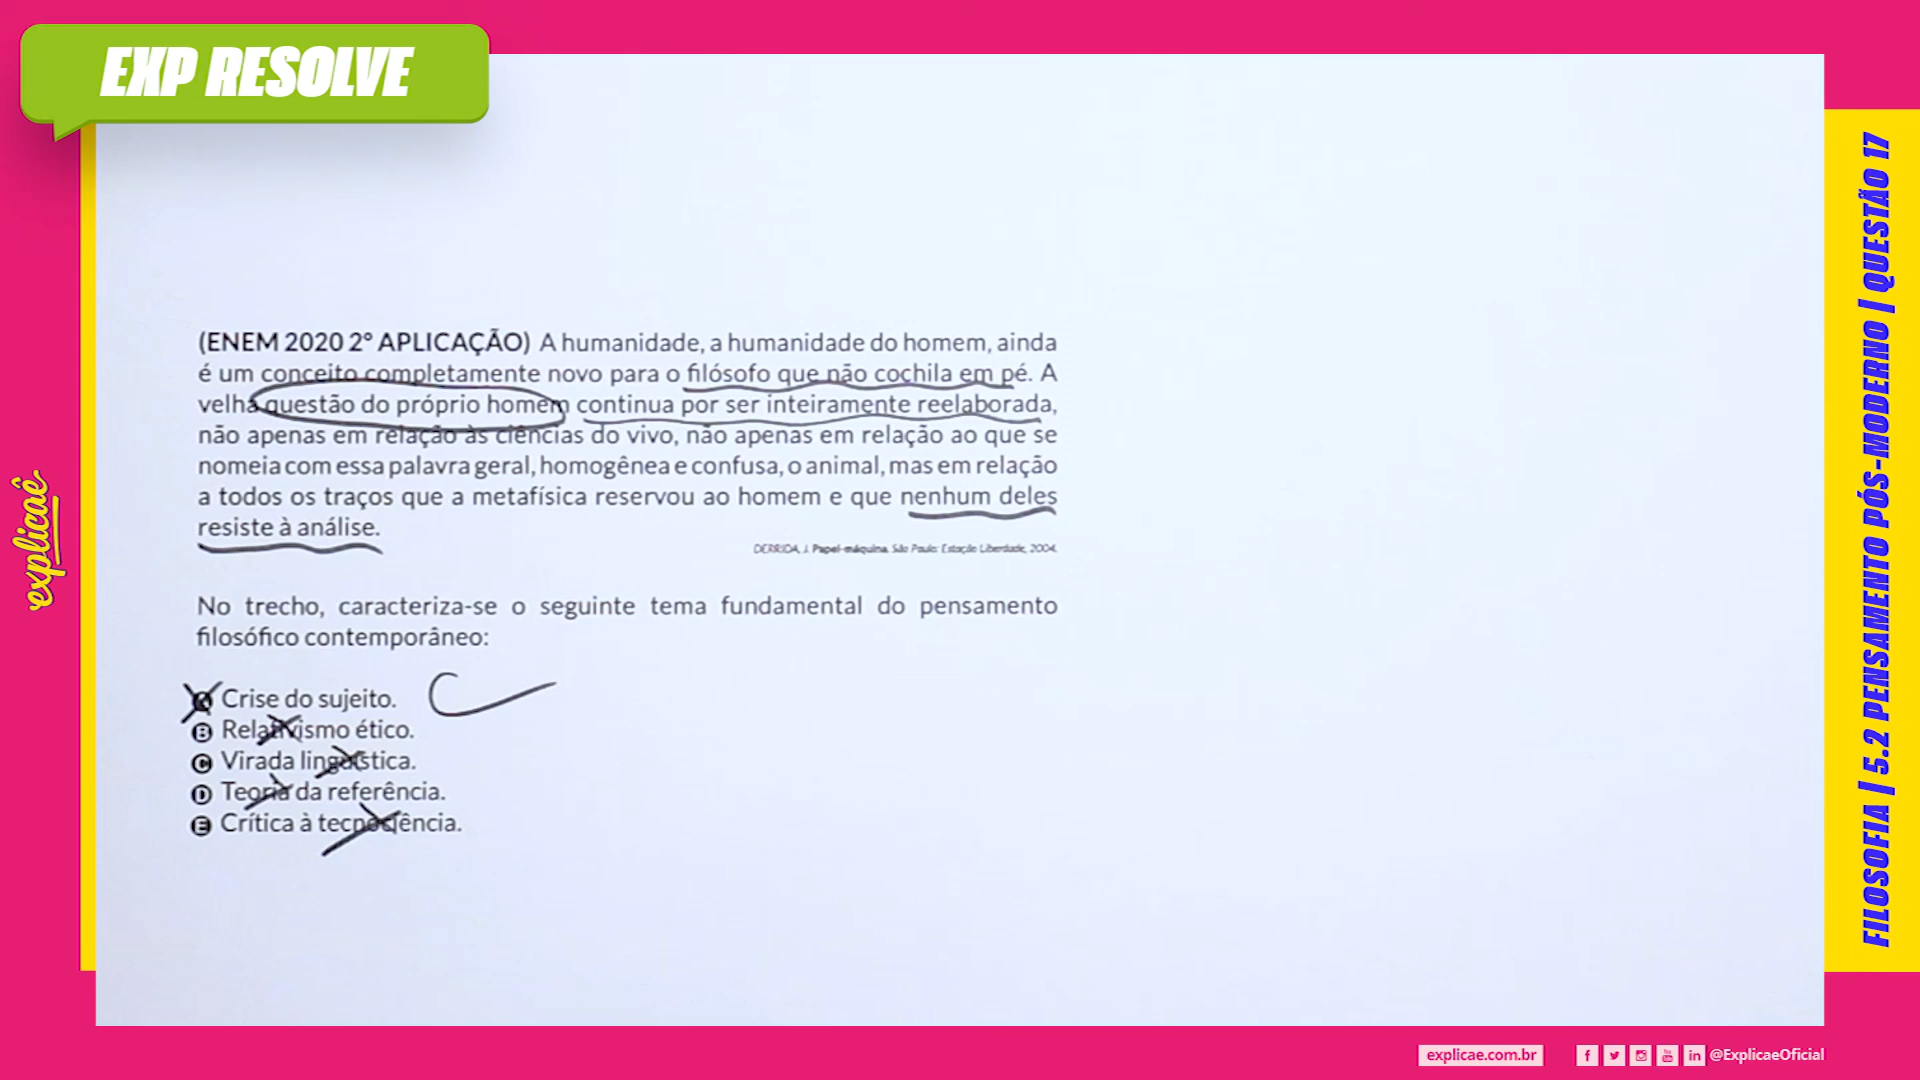 EXP RESOLVE
(ENEM 2020 2º APLICAÇÃO) A humanidade, a humanidade do homem, ainda
é um conceito completamente novo para o filósofo que não cochila em pé. A
velha questão do próprio homem continua por ser inteiramente reelaborada,
não apenas em relação às ciências do vivo, não apenas em relação ao que se
nomeia com essa palavra geral, homogênea e confusa, o animal, mas em relação
a todos os traços que a metafísica reservou ao homem e que nenhum deles
resiste à análise.
DERRIDA, J. Papel-máquina. São Paulo: Estação Liberdade, 2004.
No trecho, caracteriza-se o seguinte tema fundamental do pensamento
filosófico contemporâneo:
A Crise do sujeito.
B Relativismo ético.
C Virada linguística.
D Teoria da referência.
E Crítica à tecnociência.
explicaê
FILOSOFIA | 5.2 PENSAMENTO PÓS-MODERNO | QUESTÃO 17
explicae.com.br
@ExplicaeOficial